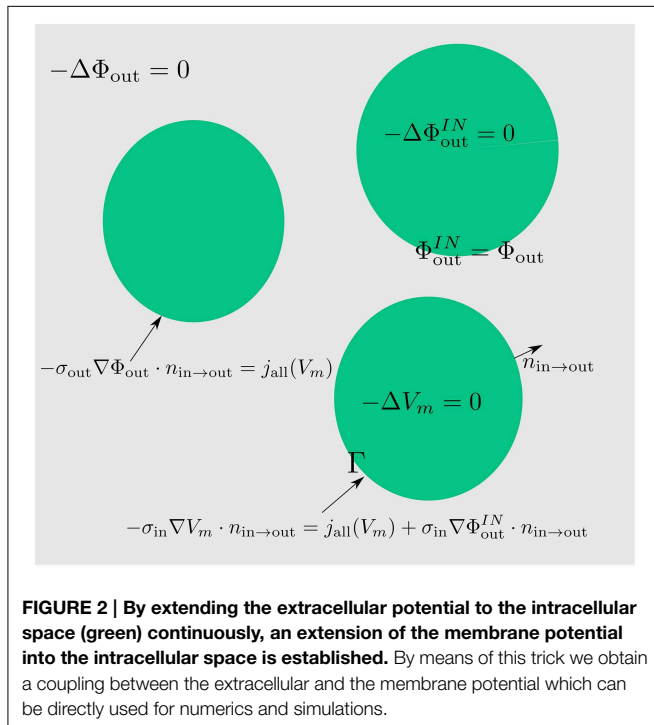 −ΔΦ_out = 0
−ΔΦ_out^IN = 0
Φ_out^IN = Φ_out
−σ_out∇Φ_out · n_in→out = j_all(V_m)
n_in→out
−ΔV_m = 0
Γ
−σ_in∇V_m · n_in→out = j_all(V_m) + σ_in∇Φ_out^IN · n_in→out
FIGURE 2 | By extending the extracellular potential to the intracellular
space (green) continuously, an extension of the membrane potential
into the intracellular space is established. By means of this trick we obtain
a coupling between the extracellular and the membrane potential which can
be directly used for numerics and simulations.